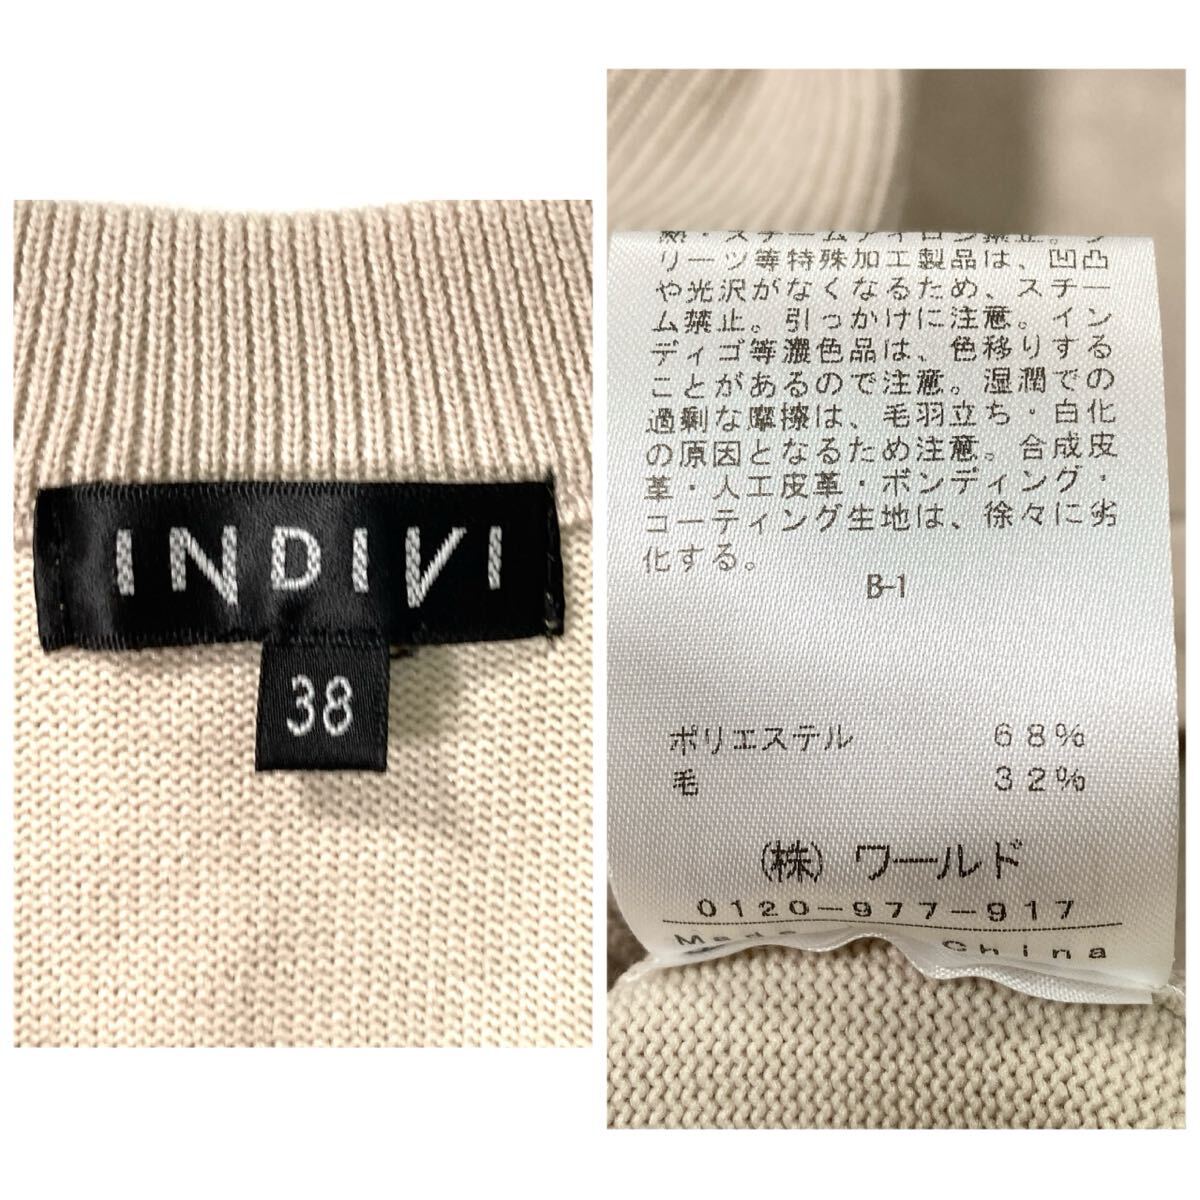 INDIVI
38
熱・スチームアイロン禁止。プ
リーツ等特殊加工製品は、凹凸
や光沢がなくなるため、スチー
ム禁止。引っかけに注意。イン
ディゴ等濃色品は、色移りする
ことがあるので注意。湿潤での
過剰な摩擦は、毛羽立ち・白化
の原因となるため注意。合成皮
革・人工皮革・ボンディング・
コーティング生地は、徐々に劣
化する。
B-1
ポリエステル 68%
毛 32%
(株) ワールド
0120-977-917
Made China